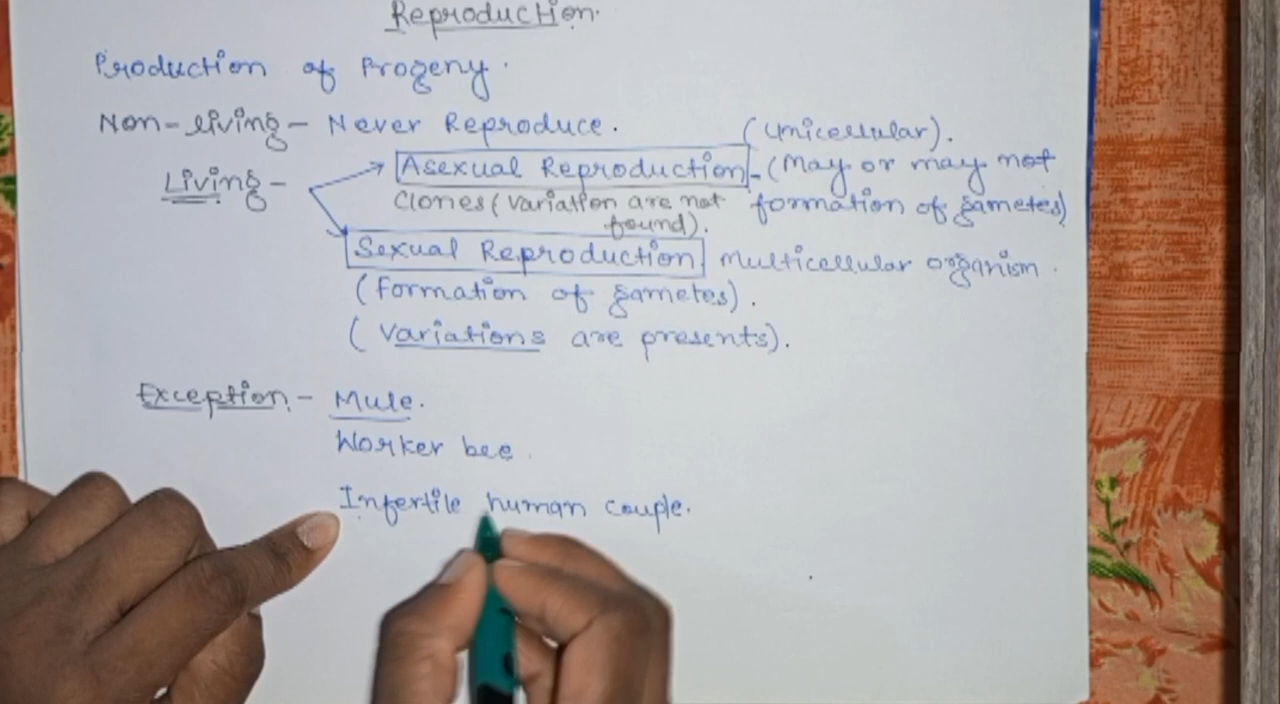 Reproduction.
Production of Progeny.
Non-living - Never Reproduce.
(Unicellular).
Living - Asexual Reproduction - (May or may not
Clones (variation are not formation of gametes)
found).
Sexual Reproduction multicellular organism.
(formation of gametes).
(variations are presents).
Exception - Mule.
Worker bee.
Infertile human couple.